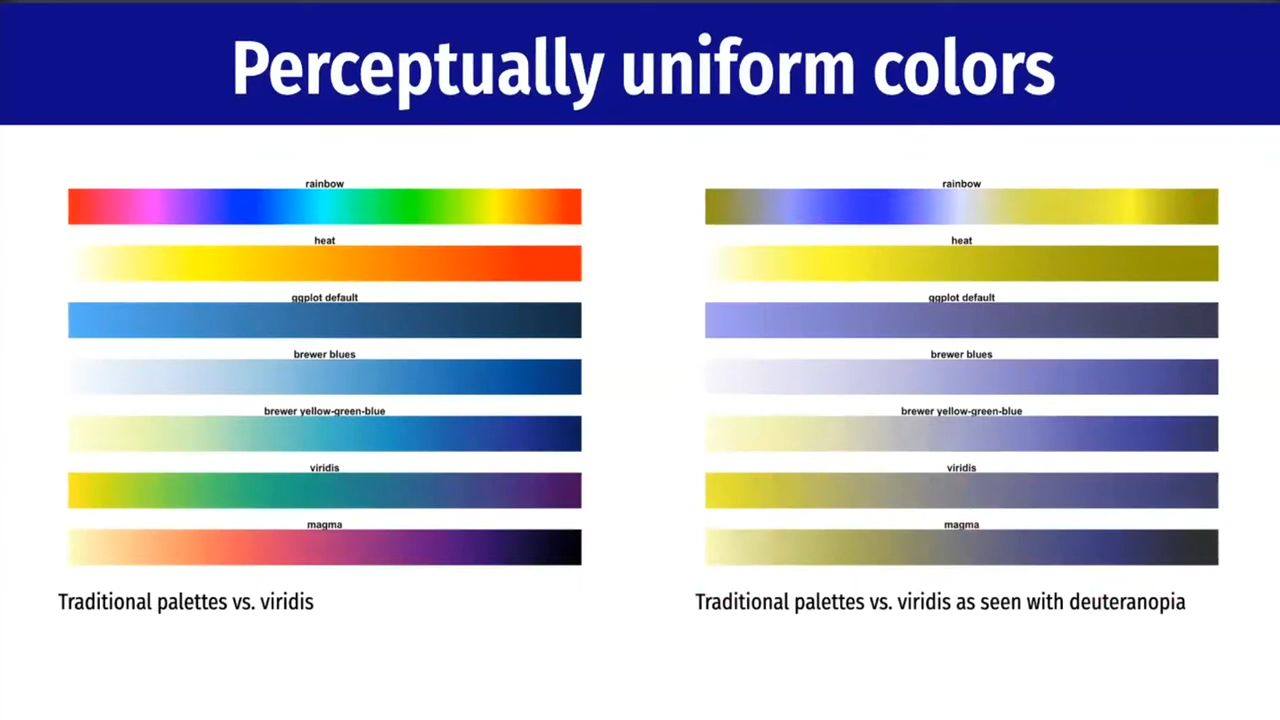 Perceptually uniform colors
rainbow
heat
ggplot default
brewer blues
brewer yellow-green-blue
viridis
magma
Traditional palettes vs. viridis
rainbow
heat
ggplot default
brewer blues
brewer yellow-green-blue
viridis
magma
Traditional palettes vs. viridis as seen with deuteranopia